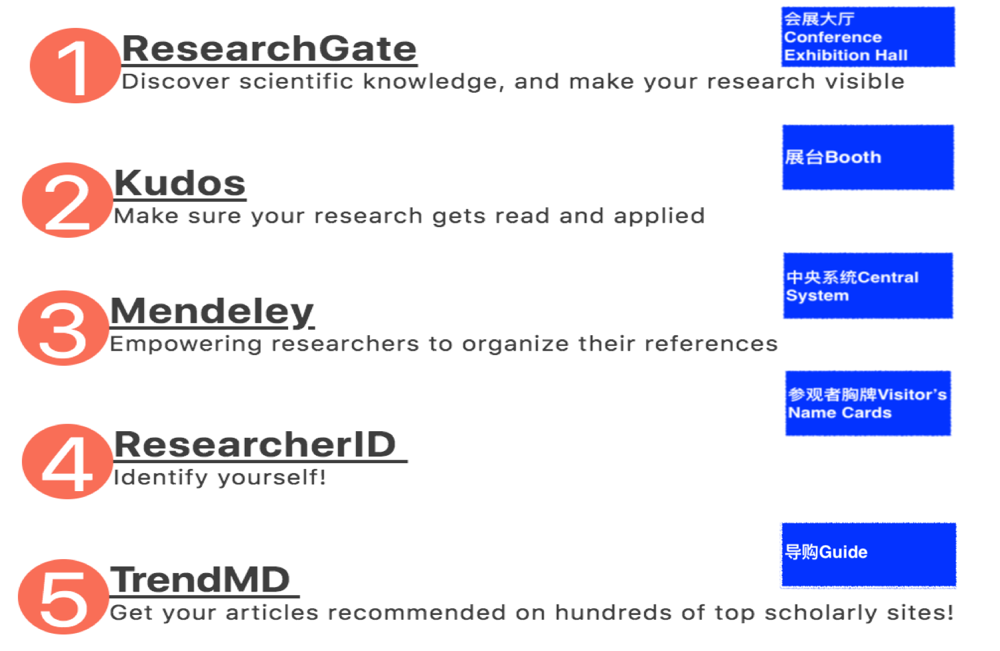 1
ResearchGate
Discover scientific knowledge, and make your research visible
会展大厅
Conference
Exhibition Hall
2
Kudos
Make sure your research gets read and applied
展台Booth
3
Mendeley
Empowering researchers to organize their references
中央系统Central
System
4
ResearcherID
Identify yourself!
参观者胸牌Visitor's
Name Cards
5
TrendMD
Get your articles recommended on hundreds of top scholarly sites!
导购Guide